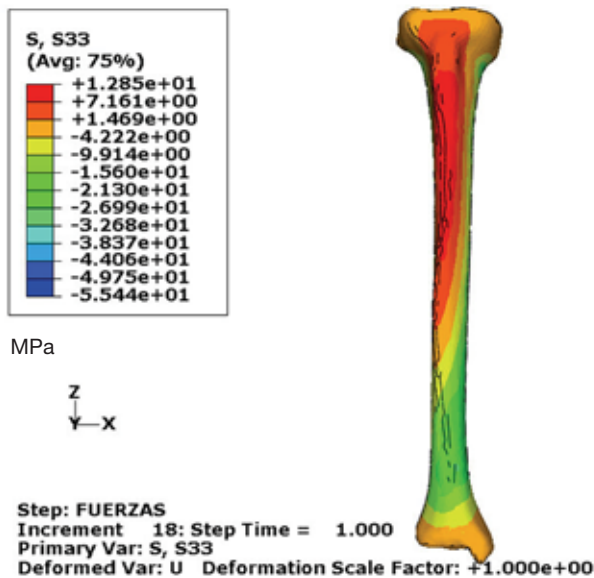 S, S33
(Avg: 75%)
+1.285e+01
+7.161e+00
+1.469e+00
-4.222e+00
-9.914e+00
-1.560e+01
-2.130e+01
-2.699e+01
-3.268e+01
-3.837e+01
-4.406e+01
-4.975e+01
-5.544e+01
MPa
Z
Y X
Step: FUERZAS
Increment 18: Step Time = 1.000
Primary Var: S, S33
Deformed Var: U Deformation Scale Factor: +1.000e+00